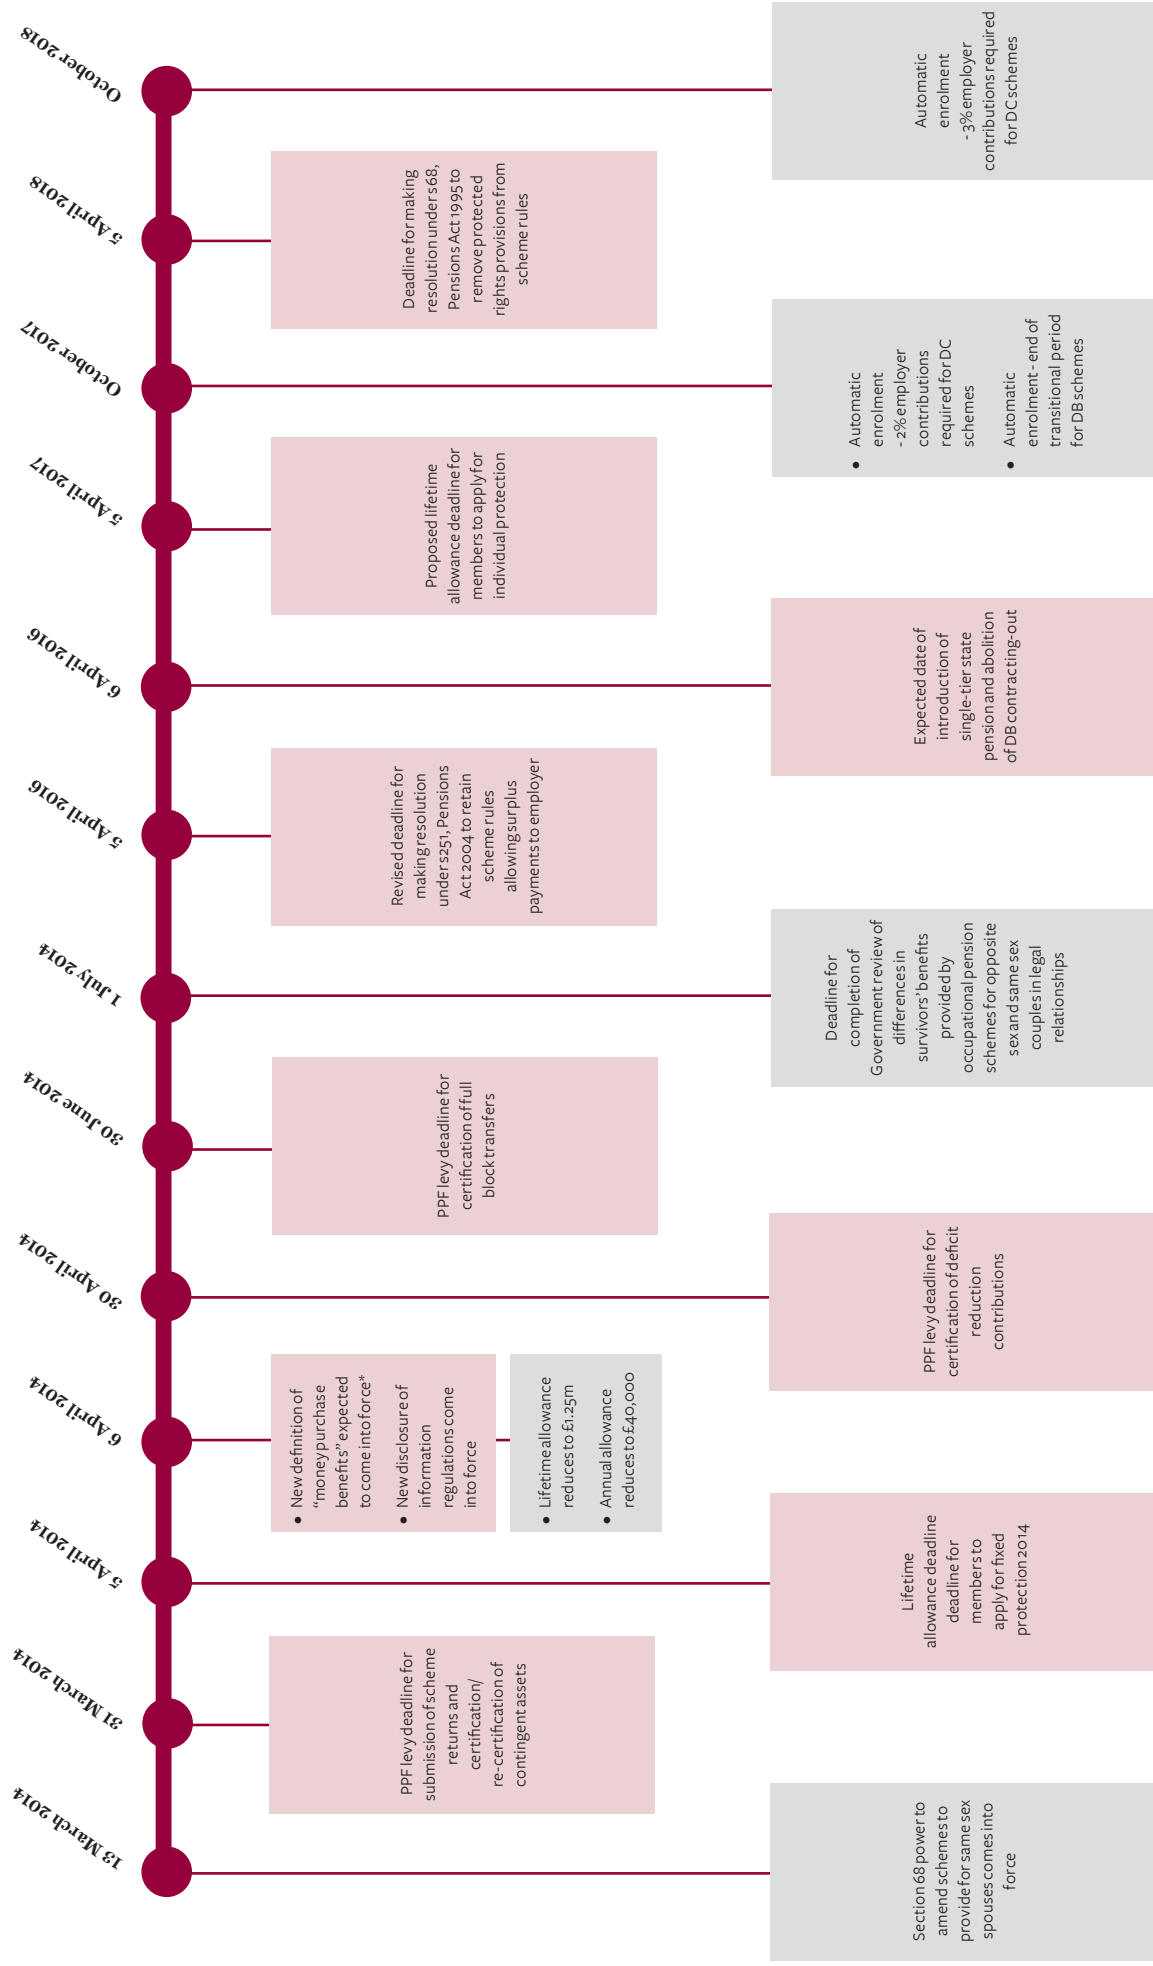 13 March 2014
Section 68 power to
amend schemes to
provide for same sex
spouses comes into
force
31 March 2014
PPF levy deadline for
submission of scheme
returns and
certification/
re-certification of
contingent assets
5 April 2014
Lifetime
allowance deadline
deadline for
members to
apply for fixed
protection 2014
6 April 2014
• New definition of
“money purchase
benefits” expected
to come into force*
• New disclosure of
information
regulations come
into force
• Lifetime allowance
reduces to £1.25m
• Annual allowance
reduces to £40,000
30 April 2014
PPF levy deadline for
certification of deficit
reduction
contributions
30 June 2014
PPF levy deadline for
certification of full
block transfers
1 July 2014
Deadline for
completion of
Government review of
differences in
survivors’ benefits
provided by
occupational pension
schemes for opposite
sex and same sex
couples in legal
relationships
5 April 2016
Revised deadline for
making resolution
under s251, Pensions
Act 2004 to retain
scheme rules
allowing surplus
payments to employer
6 April 2016
Expected date of
introduction of
single-tier state
pension and abolition
of DB contracting-out
5 April 2017
Proposed lifetime
allowance deadline for
members to apply for
individual protection
October 2017
• Automatic
enrolment
- 2% employer
contributions
required for DC
schemes
• Automatic
enrolment - end of
transitional period
for DB schemes
5 April 2018
Deadline for making
resolution under s68,
Pensions Act 1995 to
remove protected
rights provisions from
scheme rules
October 2018
Automatic
enrolment
- 3% employer
contributions required
for DC schemes